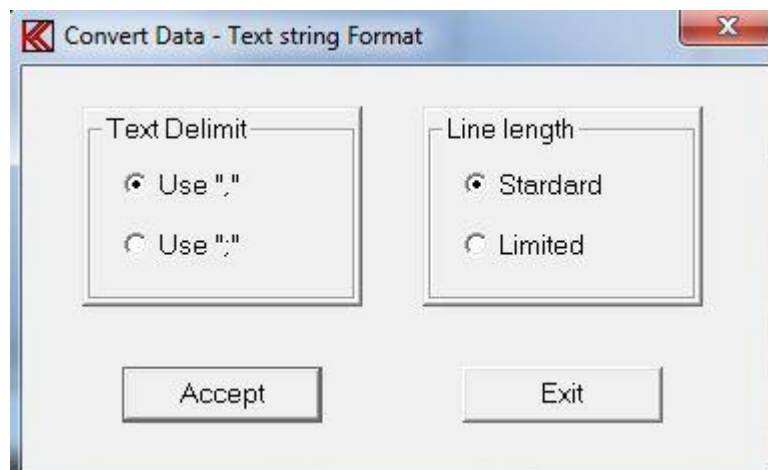 Convert Data - Text string Format
Text Delimit
Use ","
Use ";"
Line length
Stardard
Limited
Accept
Exit